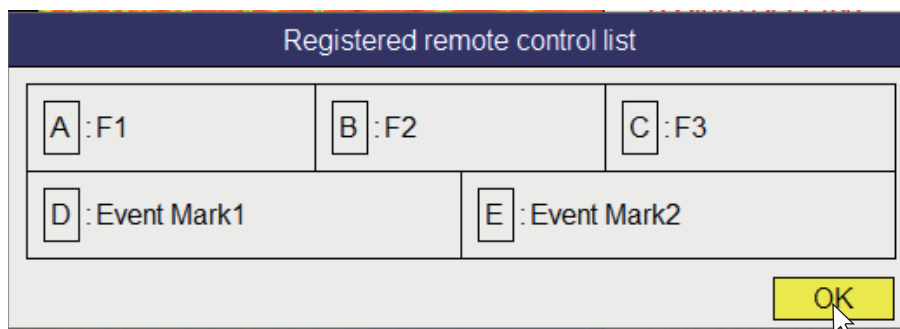 Registered remote control list
A : F1 B : F2 C : F3
D : Event Mark1 E : Event Mark2
OK